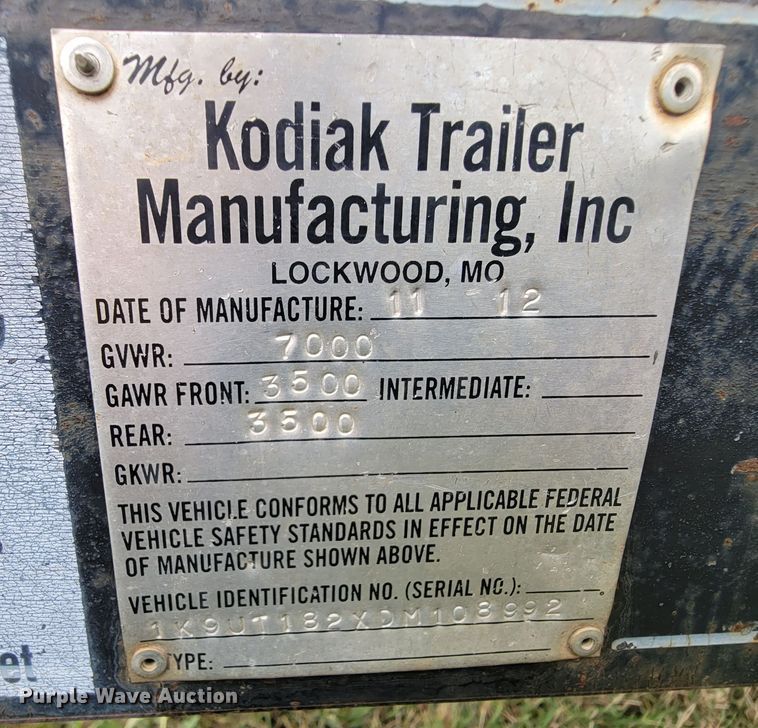 Mfg. by:
Kodiak Trailer
Manufacturing, Inc
LOCKWOOD, MO
DATE OF MANUFACTURE: 11 12
GVWR: 7000
GAWR FRONT: 3500 INTERMEDIATE:
REAR: 3500
GKWR:
THIS VEHICLE CONFORMS TO ALL APPLICABLE FEDERAL
VEHICLE SAFETY STANDARDS IN EFFECT ON THE DATE
OF MANUFACTURE SHOWN ABOVE.
VEHICLE IDENTIFICATION NO. (SERIAL NO.):
1K9UT182XDM108992
TYPE:
et
Purple Wave Auction